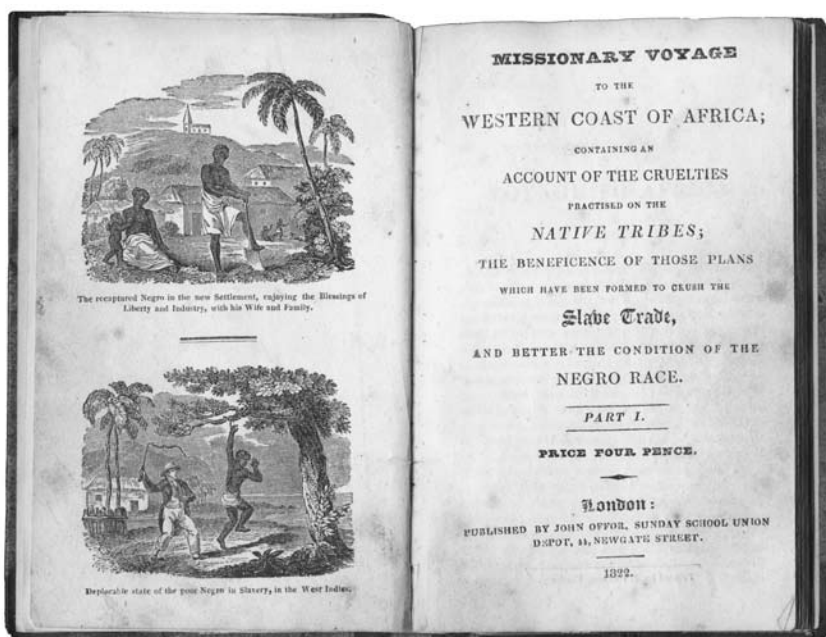 The recaptured Negro in the new Settlement, enjoying the Blessings of
Liberty and Industry, with his Wife and Family.
Deplorable state of the poor Negro in Slavery, in the West Indies.
MISSIONARY VOYAGE
TO THE
WESTERN COAST OF AFRICA;
CONTAINING AN
ACCOUNT OF THE CRUELTIES
PRACTISED ON THE
NATIVE TRIBES;
THE BENEFICENCE OF THOSE PLANS
WHICH HAVE BEEN FORMED TO CRUSH THE
Slave Trade,
AND BETTER THE CONDITION OF THE
NEGRO RACE.
PART I.
PRICE FOUR PENCE.
London:
PUBLISHED BY JOHN OFFOR, SUNDAY SCHOOL UNION
DEPOT, 44, NEWGATE STREET.
1822.